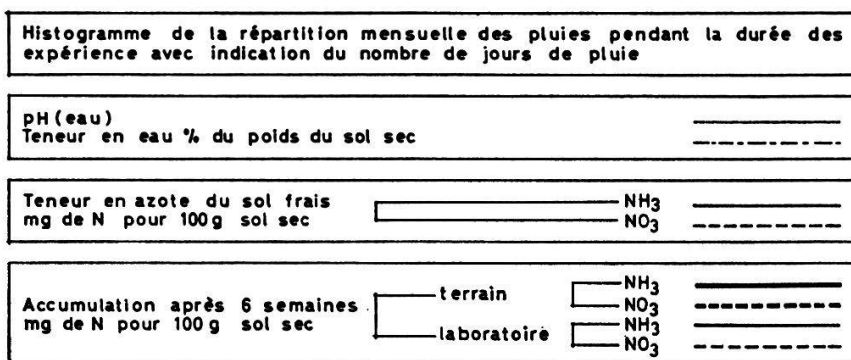 Histogramme de la répartition mensuelle des pluies pendant la durée des
expérience avec indication du nombre de jours de pluie
pH (eau)
Teneur en eau % du poids du sol sec
Teneur en azote du sol frais
mg de N pour 100 g sol sec
NH3
NO3
Accumulation après 6 semaines
mg de N pour 100 g sol sec
terrain
NH3
NO3
laboratoire
NH3
NO3